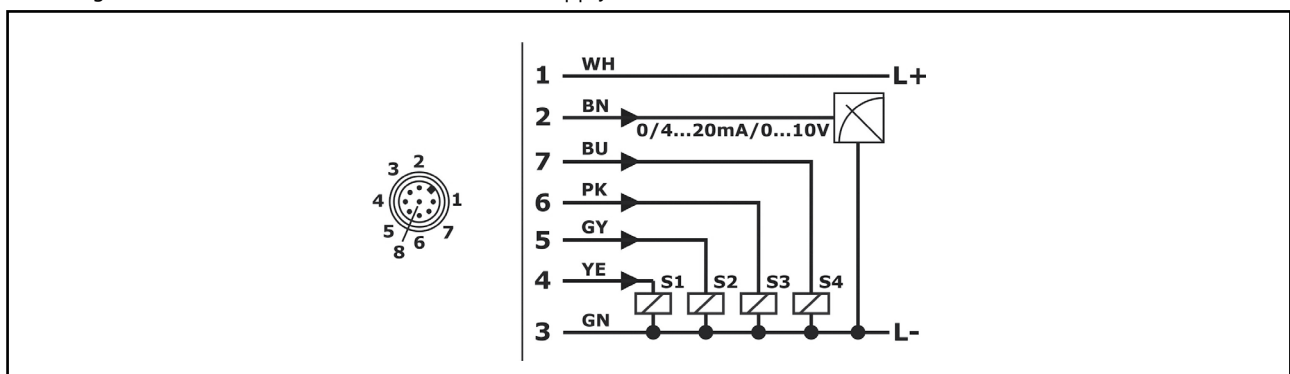 1 WH L+
2 BN 0/4...20mA/0...10V
7 BU
6 PK
5 GY
4 YE S1 S2 S3 S4
3 GN L-
3 2
4 1
5 6 7
8